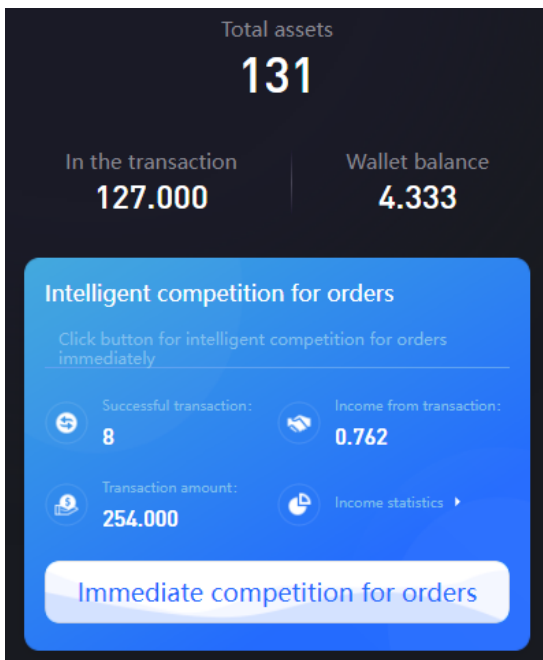 Total assets
131
In the transaction
Wallet balance
127.000
4.333
Intelligent competition for orders
Click button for intelligent competition for orders
immediately
Successful transaction:
8
Income from transaction:
0.762
Transaction amount:
254.000
Income statistics
Immediate competition for orders